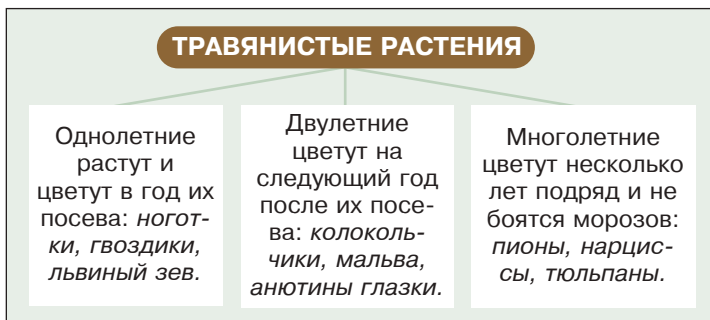 ТРАВЯНИСТЫЕ РАСТЕНИЯ
Однолетние
растут и
цветут в год их
посева: ногот-
ки, гвоздики,
львиный зев.
Двулетние
цветут на
следующий год
после их посе-
ва: колоколь-
чики, мальва,
анютины глазки.
Многолетние
цветут несколько
лет подряд и не
боятся морозов:
пионы, нарцис-
сы, тюльпаны.